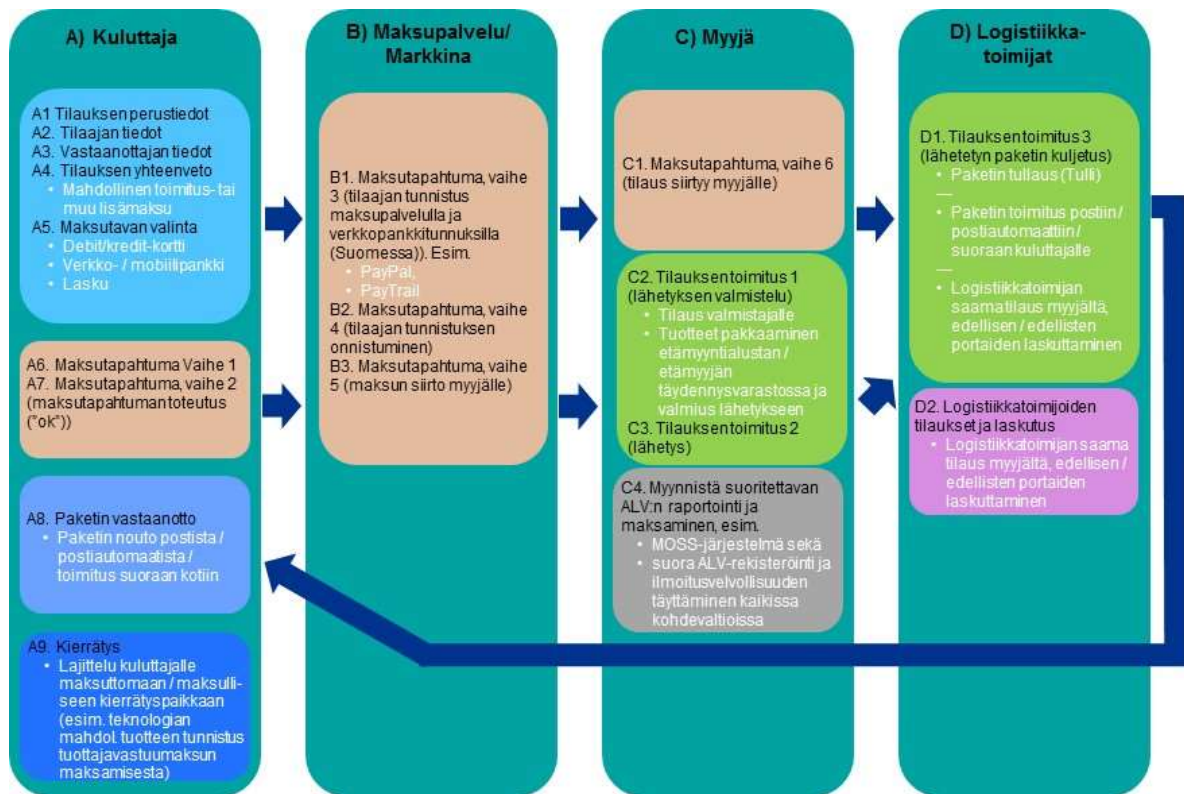 A) Kuluttaja
A1 Tilauksen perustiedot
A2. Tilaajan tiedot
A3. Vastaanottajan tiedot
A4. Tilauksen yhteenveto
• Mahdollinen toimitus- tai
muu lisämaksu
A5. Maksutavan valinta
• Debit/kredit-kortti
• Verkko- / mobiilipankki
• Lasku
A6. Maksutapahtuma Vaihe 1
A7. Maksutapahtuma, vaihe 2
(maksutapahtuman toteutus
("ok"))
A8. Paketin vastaanotto
• Paketin nouto postista /
postiautomaatista /
toimitus suoraan kotiin
A9. Kierrätys
• Lajittelu kuluttajalle
maksuttomaan / maksulli-
seen kierrätyspaikkaan
(esim. teknologian
mahdol. tuotteen tunnistus
tuottajavastuumaksun
maksamisesta)
B) Maksupalvelu/
Markkina
B1. Maksutapahtuma, vaihe
3 (tilaajan tunnistus
maksupalvelulla ja
verkkopankkitunnuksilla
(Suomessa)). Esim.
• PayPal,
• PayTrail
B2. Maksutapahtuma, vaihe
4 (tilaajan tunnistuksen
onnistuminen)
B3. Maksutapahtuma, vaihe
5 (maksun siirto myyjälle)
C) Myyjä
C1. Maksutapahtuma, vaihe 6
(tilaus siirtyy myyjälle)
C2. Tilauksen toimitus 1
(lähetyksen valmistelu)
• Tilaus valmistajalle
• Tuotteet pakkaaminen
etämyyntialustan /
etämyyjän
täydennysvarastossa ja
valmius lähetykseen
C3. Tilauksen toimitus 2
(lähetys)
C4. Myynnistä suoritettavan
ALV:n raportointi ja
maksaminen, esim.
• MOSS-järjestelmä sekä
• suora ALV-rekisteröinti ja
ilmoitusvelvollisuuden
täyttäminen kaikissa
kohdevaltioissa
D) Logistiikka-
toimijat
D1. Tilauksen toimitus 3
(lähetetyn paketin kuljetus)
• Paketin tullaus (Tulli)
—
• Paketin toimitus postiin /
postiautomaattiin /
suoraan kuluttajalle
—
• Logistiikkatoimijan
saama tilaus myyjältä,
edellisen / edellisten
portaiden laskuttaminen
D2. Logistiikkatoimijoiden
tilaukset ja laskutus
• Logistiikkatoimijan saama
tilaus myyjältä, edellisen /
edellisten portaiden
laskuttaminen